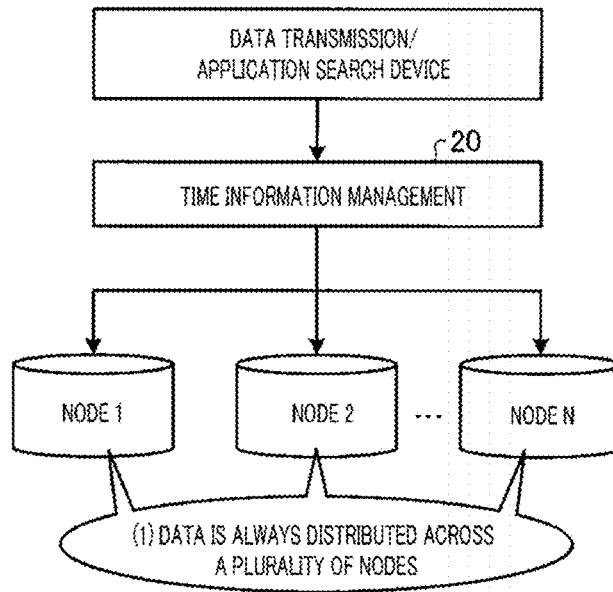 DATA TRANSMISSION/
APPLICATION SEARCH DEVICE
20
TIME INFORMATION MANAGEMENT
NODE 1
NODE 2
...
NODE N
(1) DATA IS ALWAYS DISTRIBUTED ACROSS
A PLURALITY OF NODES